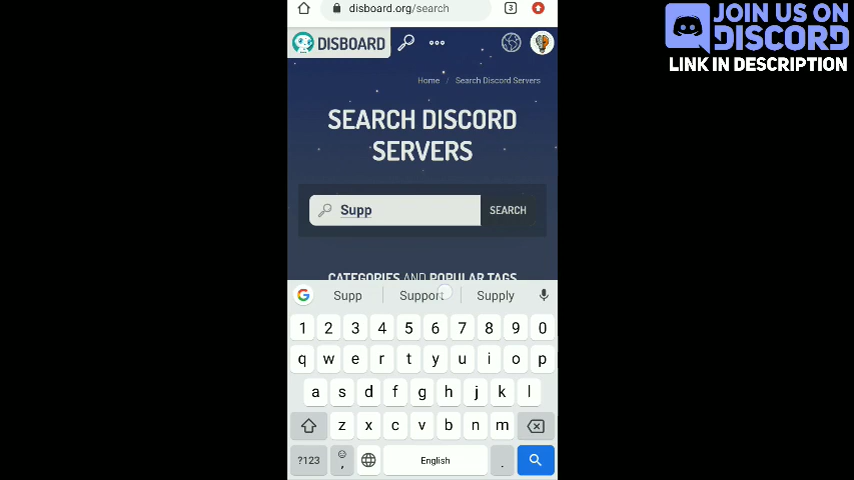 disboard.org/search
3
DISBOARD
Home / Search Discord Servers
SEARCH DISCORD
SERVERS
Supp
SEARCH
CATEGORIES AND POPULAR TAGS
Supp
Support
Supply
1 2 3 4 5 6 7 8 9 0
q w e r t y u i o p
a s d f g h j k l
z x c v b n m
?123
,
English
.
JOIN US ON
DISCORD
LINK IN DESCRIPTION